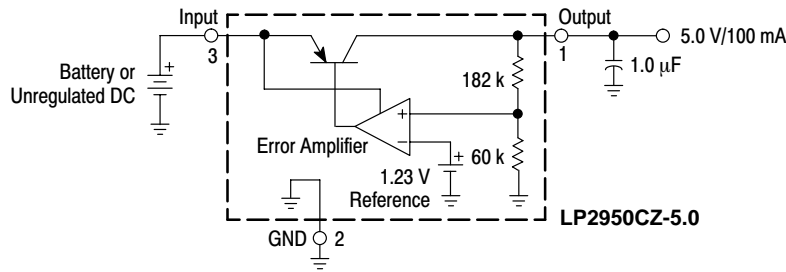 Input
3
Output
1
5.0 V/100 mA
Battery or
Unregulated DC
+
182 k
1.0 μF
Error Amplifier
+
−
+
60 k
1.23 V
Reference
GND 2
LP2950CZ-5.0